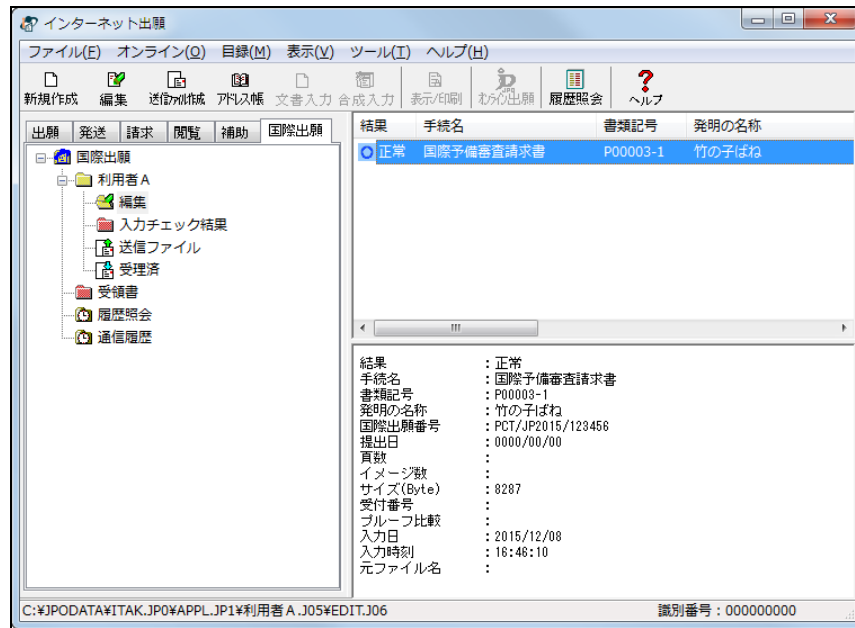 インターネット出願
ファイル(F) オンライン(O) 目録(M) 表示(V) ツール(T) ヘルプ(H)
新規作成 編集 送信ファイル作成 アドレス帳 文書入力 合成入力 表示/印刷 オンライン出願 履歴照会 ヘルプ
出願 発送 請求 閲覧 補助 国際出願
国際出願
利用者A
編集
入力チェック結果
送信ファイル
受理済
受領書
履歴照会
通信履歴
結果 手続名 書類記号 発明の名称
正常 国際予備審査請求書 P00003-1 竹の子ばね
結果 : 正常
手続名 : 国際予備審査請求書
書類記号 : P00003-1
発明の名称 : 竹の子ばね
国際出願番号 : PCT/JP2015/123456
提出日 : 0000/00/00
頁数 :
イメージ数 :
サイズ(Byte) : 8287
受付番号 :
プルーフ比較 :
入力日 : 2015/12/08
入力時刻 : 16:46:10
元ファイル名 :
C:¥JPODATA¥ITAK.JP0¥APPL.JP1¥利用者A.J05¥EDIT.J06 識別番号:000000000